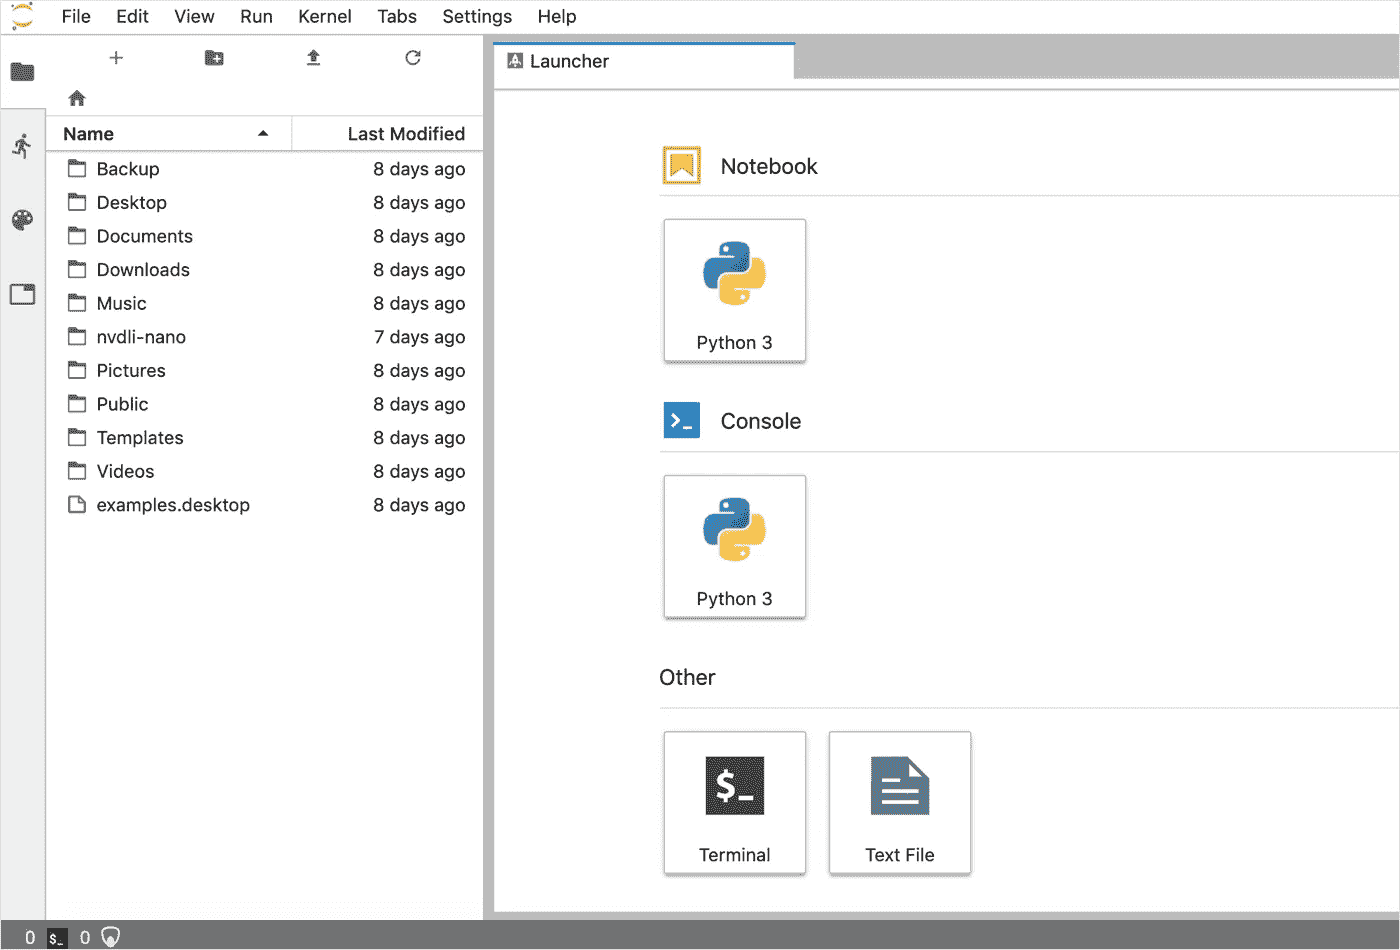 File Edit View Run Kernel Tabs Settings Help
Launcher
Name Last Modified
Backup 8 days ago
Desktop 8 days ago
Documents 8 days ago
Downloads 8 days ago
Music 8 days ago
nvdli-nano 7 days ago
Pictures 8 days ago
Public 8 days ago
Templates 8 days ago
Videos 8 days ago
examples.desktop 8 days ago
Notebook
Python 3
Console
Python 3
Other
$_
Terminal
Text File
0 $_ 0